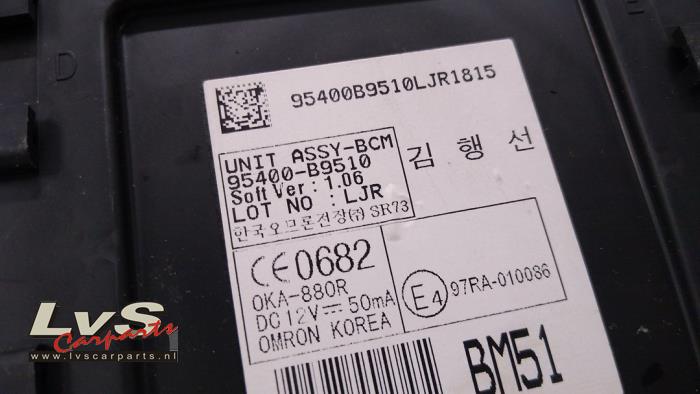 95400B9510LJR1815
UNIT ASSY-BCM
95400-B9510
Soft Ver : 1.06
LOT NO : LJR
한국오므론전장(㈜) SR73
김 행 선
CE0682
OKA-880R
DC 12V⎓50mA
OMRON KOREA
E4 97RA-010086
BM51
D
LvS
Carparts
www.lvscarparts.nl